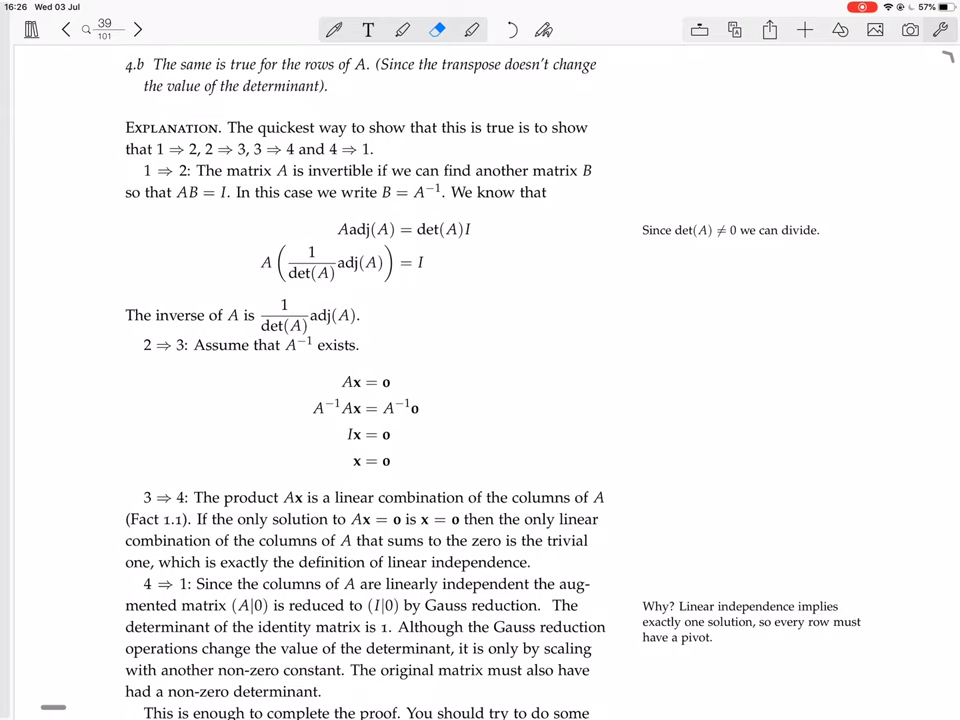 16:26 Wed 03 Jul
57%
39
101
T
4.b The same is true for the rows of A. (Since the transpose doesn't change
the value of the determinant).
Explanation. The quickest way to show that this is true is to show
that 1 ⇒ 2, 2 ⇒ 3, 3 ⇒ 4 and 4 ⇒ 1.
1 ⇒ 2: The matrix A is invertible if we can find another matrix B
so that AB = I. In this case we write B = A⁻¹. We know that
Aadj(A) = det(A)I
Since det(A) ≠ 0 we can divide.
A ( 1/det(A) adj(A) ) = I
The inverse of A is 1/det(A) adj(A).
2 ⇒ 3: Assume that A⁻¹ exists.
Ax = 0
A⁻¹Ax = A⁻¹0
Ix = 0
x = 0
3 ⇒ 4: The product Ax is a linear combination of the columns of A
(Fact 1.1). If the only solution to Ax = 0 is x = 0 then the only linear
combination of the columns of A that sums to the zero is the trivial
one, which is exactly the definition of linear independence.
4 ⇒ 1: Since the columns of A are linearly independent the aug-
mented matrix (A|0) is reduced to (I|0) by Gauss reduction. The
determinant of the identity matrix is 1. Although the Gauss reduction
operations change the value of the determinant, it is only by scaling
with another non-zero constant. The original matrix must also have
had a non-zero determinant.
Why? Linear independence implies
exactly one solution, so every row must
have a pivot.
This is enough to complete the proof. You should try to do some